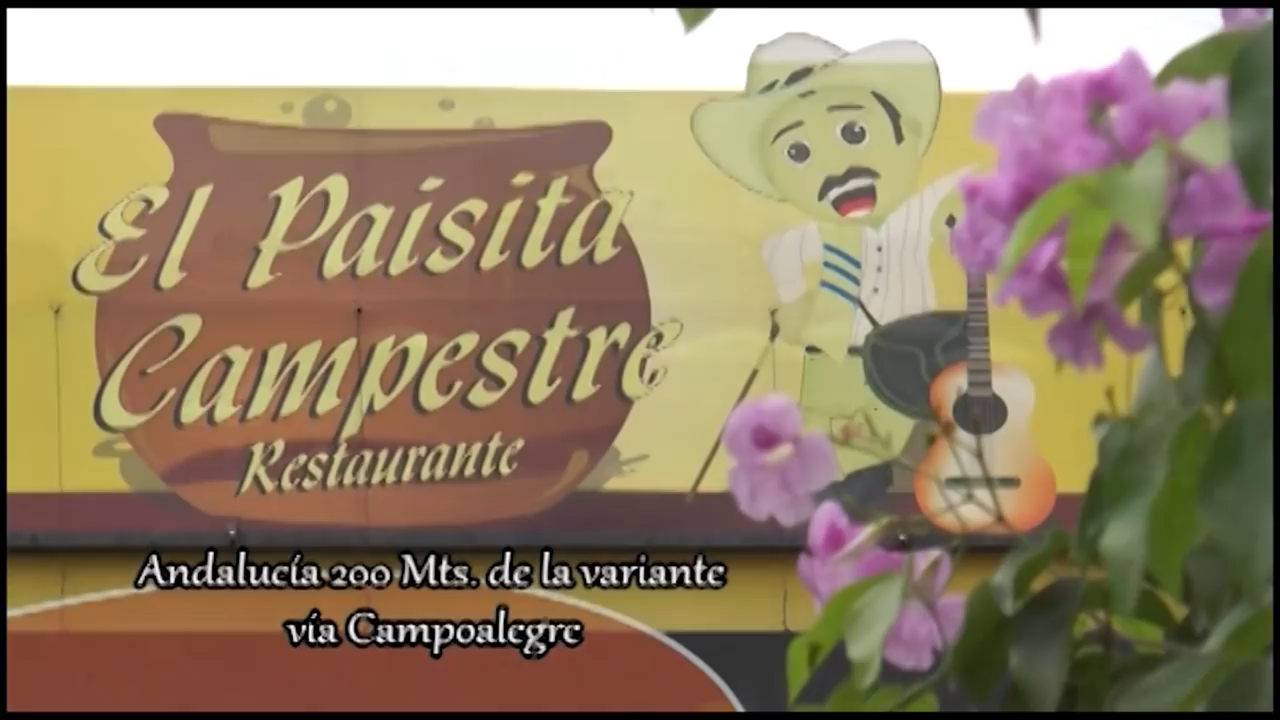 El Paisita
Campestre
Restaurante
Andalucía 200 Mts. de la variante
vía Campoalegre